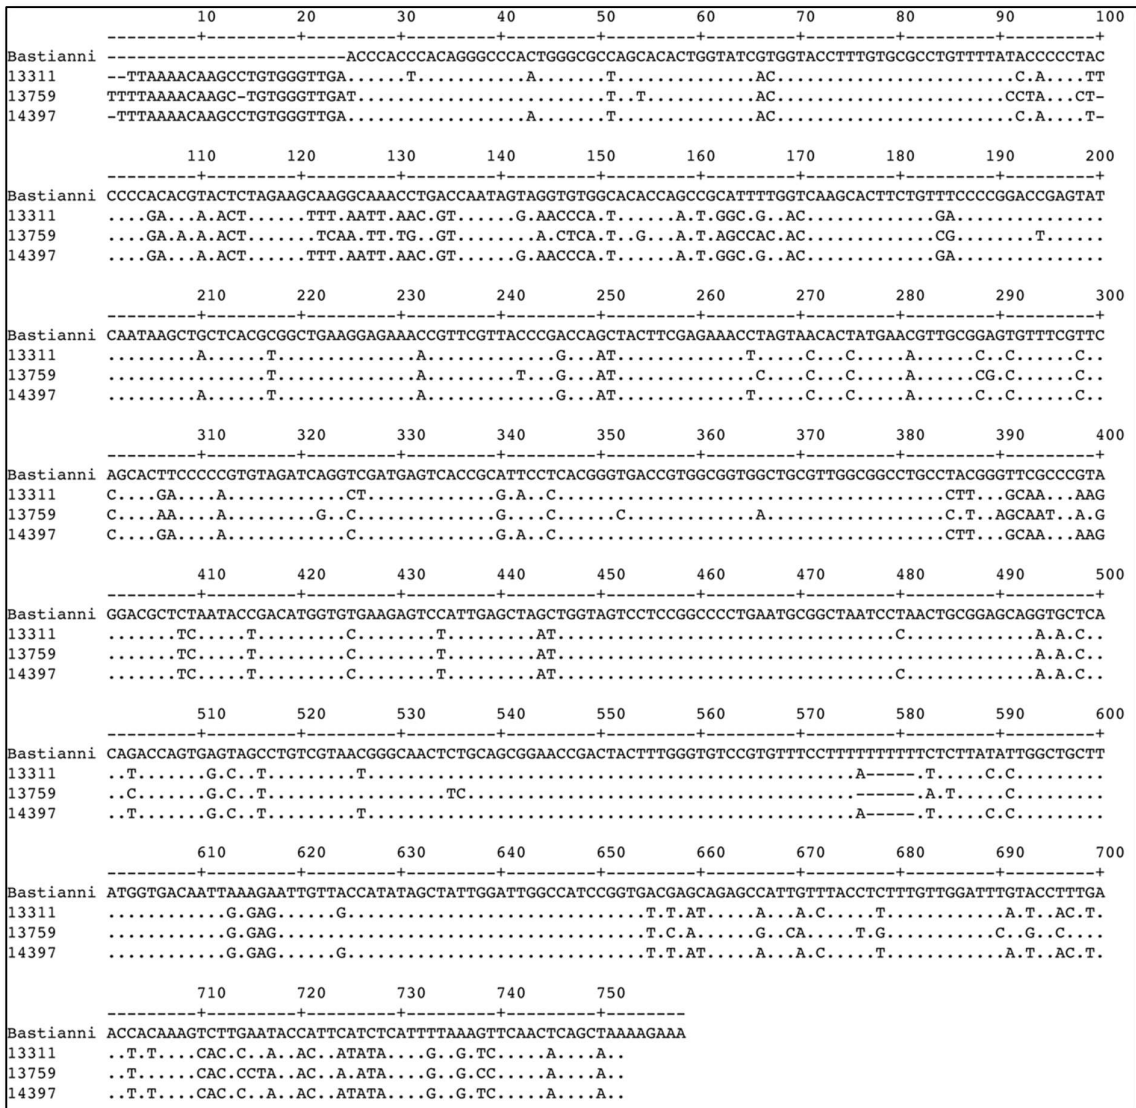 10 20 30 40 50 60 70 80 90 100
---------+---------+---------+---------+---------+---------+---------+---------+---------+---------+
Bastianni ------------------------ACCCACCCACAGGGCCCACTGGGCGCCAGCACACTGGTATCGTGGTACCTTTGTGCGCCTGTTTTATACCCCCTAC
13311 --TTAAAACAAGCCTGTGGGTTGA......T...........A.......T..............AC........................C.A....TT
13759 TTTTAAAACAAGC-TGTGGGTTGAT.........................T..T...........AC.......................CCTA...CT-
14397 -TTTAAAACAAGCCTGTGGGTTGA..................A.......T..............AC........................C.A....T-
110 120 130 140 150 160 170 180 190 200
---------+---------+---------+---------+---------+---------+---------+---------+---------+---------+
Bastianni CCCCACACGTACTCTAGAAGCAAGGCAAACCTGACCAATAGTAGGTGTGGCACACCAGCCGCATTTTGGTCAAGCACTTCTGTTTCCCCGGACCGAGTAT
13311 ....GA...A.ACT......TTT.AATT.AAC.GT......G.AACCCA.T......A.T.GGC.G..AC.............GA...............
13759 ....GA.A.A.ACT.......TCAA.TT.TG..GT........A.CTCA.T..G...A.T.AGCCAC.AC.............CG........T......
14397 ....GA...A.ACT......TTT.AATT.AAC.GT......G.AACCCA.T......A.T.GGC.G..AC.............GA...............
210 220 230 240 250 260 270 280 290 300
---------+---------+---------+---------+---------+---------+---------+---------+---------+---------+
Bastianni CAATAAGCTGCTCACGCGGCTGAAGGAGAAACCGTTCGTTACCCGACCAGCTACTTCGAGAAACCTAGTAACACTATGAACGTTGCGGAGTGTTTCGTTC
13311 .........A......T..............A.............G...AT.............T.....C...C.....A......C..C......C..
13759 ................T..............A.........T...G...AT..............C....C...C.....A......CG.C......C..
14397 .........A......T..............A.............G...AT.............T.....C...C.....A......C..C......C..
310 320 330 340 350 360 370 380 390 400
---------+---------+---------+---------+---------+---------+---------+---------+---------+---------+
Bastianni AGCACTTCCCCCGTGTAGATCAGGTCGATGAGTCACCGCATTCCTCACGGGTGACCGTGGCGGTGGCTGCGTTGGCGGCCTGCCTACGGGTTCGCCCGTA
13311 C....GA....A............CT.............G.A..C.......................................CTT...GCAA...AAG
13759 C....AA....A.........G..C..............G....C......C.............A..................C.T..AGCAAT..A.G
14397 C....GA....A............C..............G.A..C.......................................CTT...GCAA...AAG
410 420 430 440 450 460 470 480 490 500
---------+---------+---------+---------+---------+---------+---------+---------+---------+---------+
Bastianni GGACGCTCTAATACCGACATGGTGTGAAGAGTCCATTGAGCTAGCTGGTAGTCCTCCGGCCCCTGAATGCGGCTAATCCTAACTGCGGAGCAGGTGCTCA
13311 .......TC.....T.........C........T.........AT..................................C.............A.A.C..
13759 .......TC.....T.........C........T.........AT................................................A.A.C..
14397 .......TC.....T.........C........T.........AT..................................C.............A.A.C..
510 520 530 540 550 560 570 580 590 600
---------+---------+---------+---------+---------+---------+---------+---------+---------+---------+
Bastianni CAGACCAGTGAGTAGCCTGTCGTAACGGGCAACTCTGCAGCGGAACCGACTACTTTGGGTGTCCGTGTTTCCTTTTTTTTTTCTCTTATATTGGCTGCTT
13311 ..T.......G.C..T.........T.................................................A-----..T.....C.C.........
13759 ..C.......G.C..T..................TC.......................................------.A.T.....C.........
14397 ..T.......G.C..T.........T.................................................A-----..T.....C.C.........
610 620 630 640 650 660 670 680 690 700
---------+---------+---------+---------+---------+---------+---------+---------+---------+---------+
Bastianni ATGGTGACAATTAAAGAATTGTTACCATATAGCTATTGGATTGGCCATCCGGTGACGAGCAGAGCCATTGTTTACCTCTTTGTTGGATTTGTACCTTTGA
13311 ............G.GAG......G..............................T.T.AT.....A...A.C.....T............A.T..AC.T.
13759 ............G.GAG.....................................T.C.A......G..CA.....T.G...........C..G..C....
14397 ............G.GAG......G..............................T.T.AT.....A...A.C.....T............A.T..AC.T.
710 720 730 740 750
---------+---------+---------+---------+---------+--------
Bastianni ACCACAAAGTCTTGAATACCATTCATCTCATTTTAAAGTTCAACTCAGCTAAAAGAAA
13311 ..T.T....CAC.C..A..AC..ATATA....G..G.TC.....A....A..
13759 ..T......CAC.CCTA..AC..A.ATA....G..G.CC.....A....A..
14397 ..T.T....CAC.C..A..AC..ATATA....G..G.TC.....A....A..